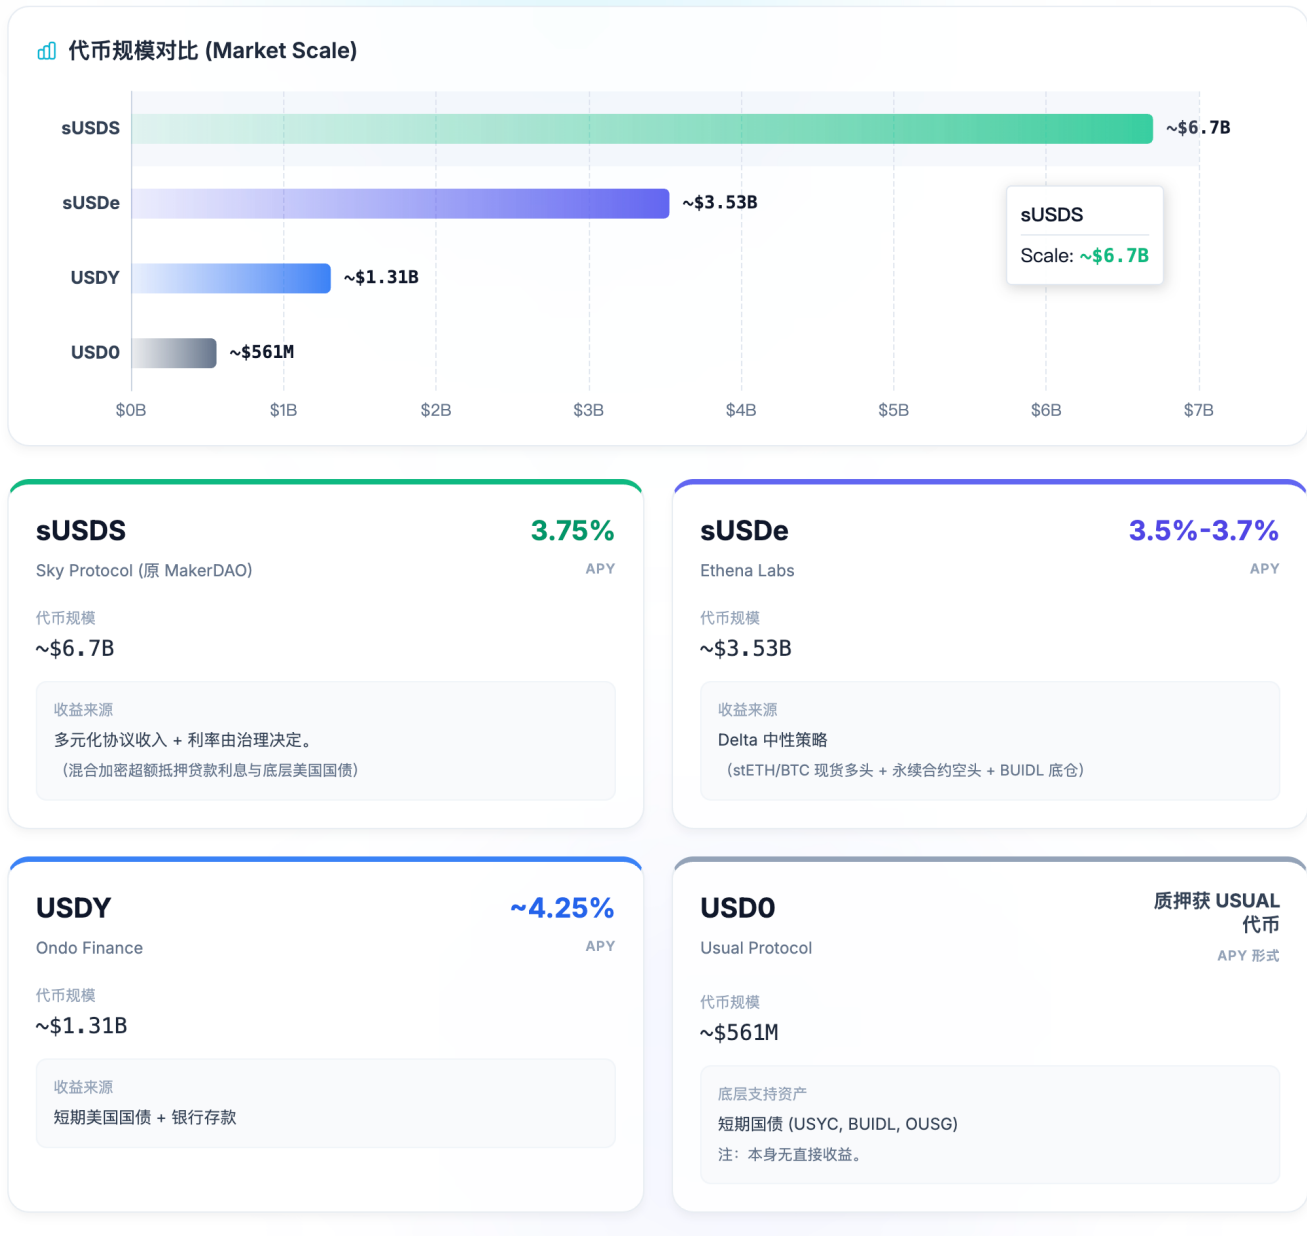 代币规模对比 (Market Scale)
sUSDS
~$6.7B
sUSDe
~$3.53B
sUSDS
Scale: ~$6.7B
USDY
~$1.31B
USD0
~$561M
$0B
$1B
$2B
$3B
$4B
$5B
$6B
$7B
sUSDS
3.75%
Sky Protocol (原 MakerDAO)
APY
代币规模
~$6.7B
收益来源
多元化协议收入 + 利率由治理决定。
（混合加密超额抵押贷款利息与底层美国国债）
sUSDe
3.5%-3.7%
Ethena Labs
APY
代币规模
~$3.53B
收益来源
Delta 中性策略
（stETH/BTC 现货多头 + 永续合约空头 + BUIDL 底仓）
USDY
~4.25%
Ondo Finance
APY
代币规模
~$1.31B
收益来源
短期美国国债 + 银行存款
USD0
质押获 USUAL
代币
Usual Protocol
APY 形式
代币规模
~$561M
底层支持资产
短期国债 (USYC, BUIDL, OUSG)
注：本身无直接收益。